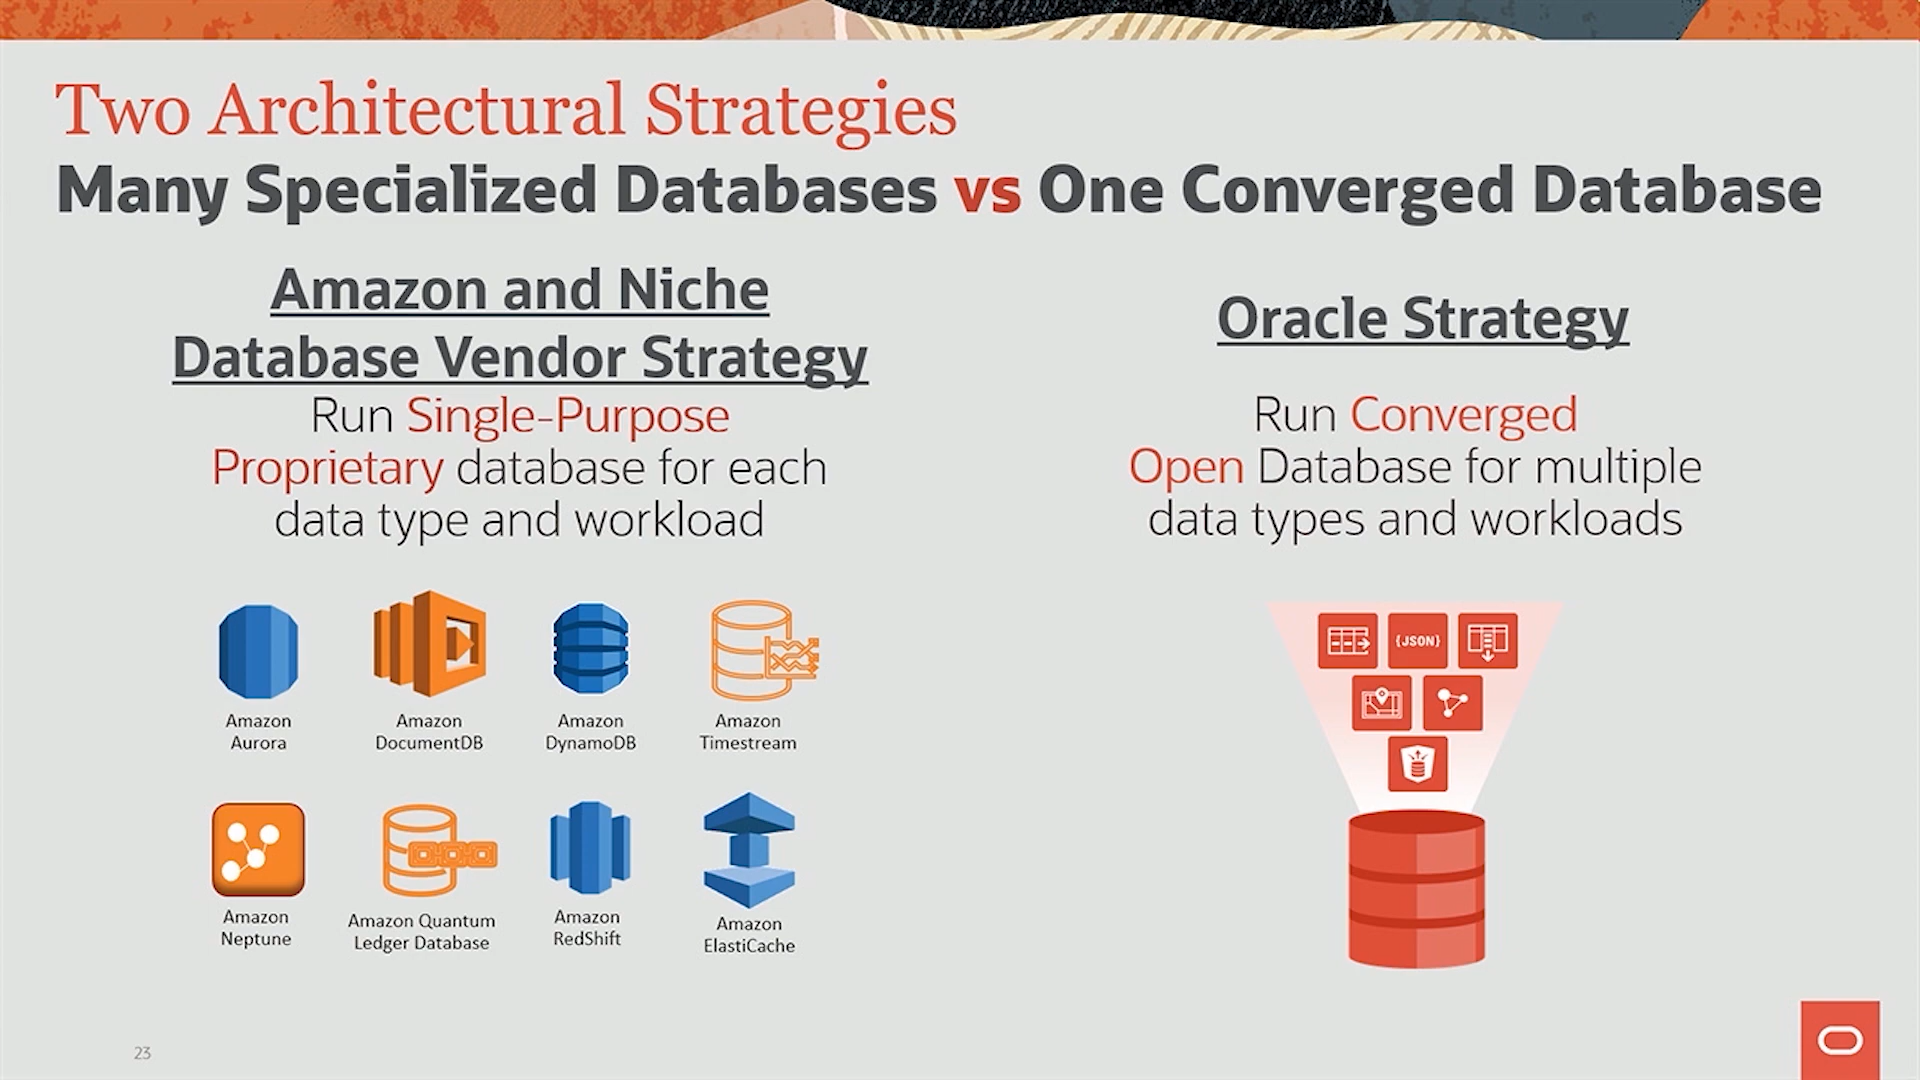 Two Architectural Strategies
Many Specialized Databases vs One Converged Database
Amazon and Niche
Database Vendor Strategy
Run Single-Purpose
Proprietary database for each
data type and workload
Amazon
Aurora
Amazon
DocumentDB
Amazon
DynamoDB
Amazon
Timestream
Amazon
Neptune
Amazon Quantum
Ledger Database
Amazon
RedShift
Amazon
ElastiCache
Oracle Strategy
Run Converged
Open Database for multiple
data types and workloads
{JSON}
23